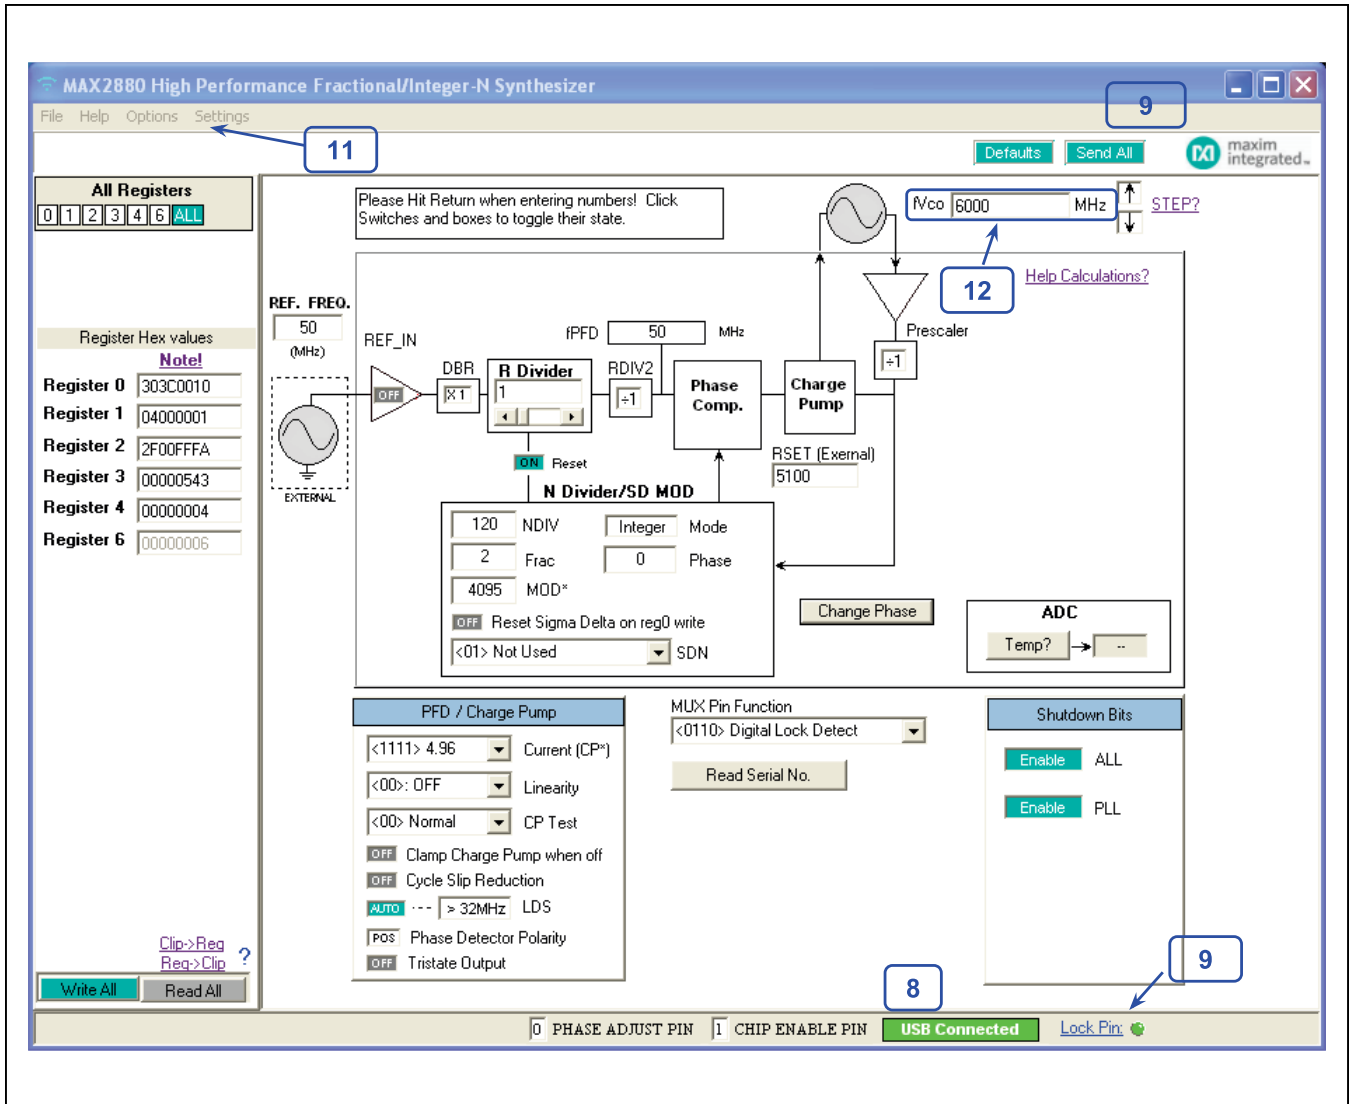 MAX2880 High Performance Fractional/Integer-N Synthesizer
9
File Help Options Settings
11
Defaults Send All
maxim
integrated™
All Registers
0 1 2 3 4 6 ALL
Please Hit Return when entering numbers! Click
Switches and boxes to toggle their state.
fVco 6000 MHz
STEP?
12
Help Calculations?
REF. FREQ.
50
(MHz)
REF_IN
fPFD 50 MHz
Prescaler
÷1
Register Hex values
Note!
Register 0 303C0010
Register 1 04000001
Register 2 2F00FFFA
Register 3 00000543
Register 4 00000004
Register 6 00000006
OFF
DBR
X1
R Divider
1
RDIV2
÷1
Phase
Comp.
Charge
Pump
EXTERNAL
ON Reset
RSET (Exernal)
5100
N Divider/SD MOD
120 NDIV Integer Mode
2 Frac 0 Phase
4095 MOD*
OFF Reset Sigma Delta on reg0 write
<01> Not Used SDN
Change Phase
ADC
Temp? --
PFD / Charge Pump
<1111> 4.96 Current (CP*)
<00>: OFF Linearity
<00> Normal CP Test
OFF Clamp Charge Pump when off
OFF Cycle Slip Reduction
AUTO --- > 32MHz LDS
POS Phase Detector Polarity
OFF Tristate Output
MUX Pin Function
<0110> Digital Lock Detect
Read Serial No.
Shutdown Bits
Enable ALL
Enable PLL
Clip->Reg
Reg->Clip ?
Write All Read All
8
9
0 PHASE ADJUST PIN 1 CHIP ENABLE PIN USB Connected Lock Pin: